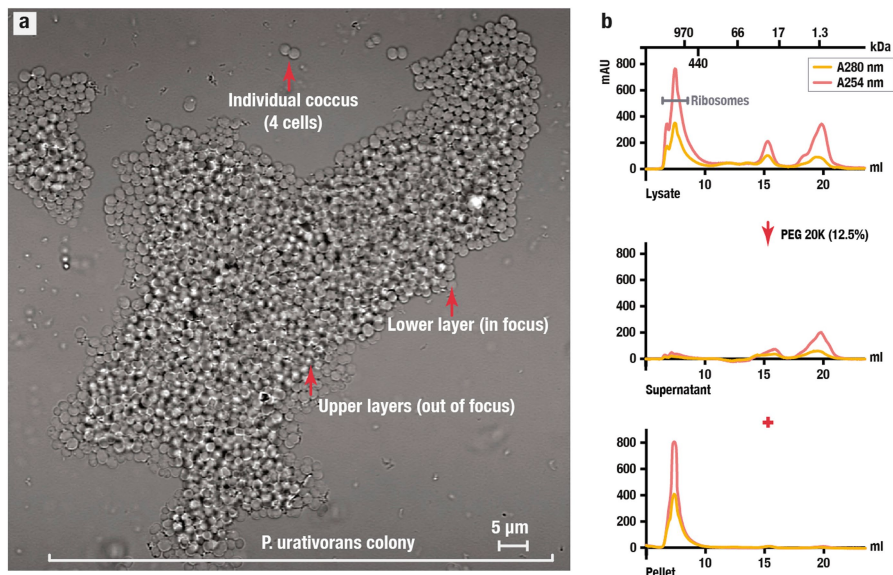 a
Individual coccus
(4 cells)
Lower layer (in focus)
Upper layers (out of focus)
5 µm
P. urativorans colony
b
970
66
17
1.3
kDa
440
mAU
800
600
400
200
0
A280 nm
A254 nm
Ribosomes
10
15
20
ml
Lysate
PEG 20K (12.5%)
800
600
400
200
0
10
15
20
ml
Supernatant
800
600
400
200
0
10
15
20
ml
Pellet